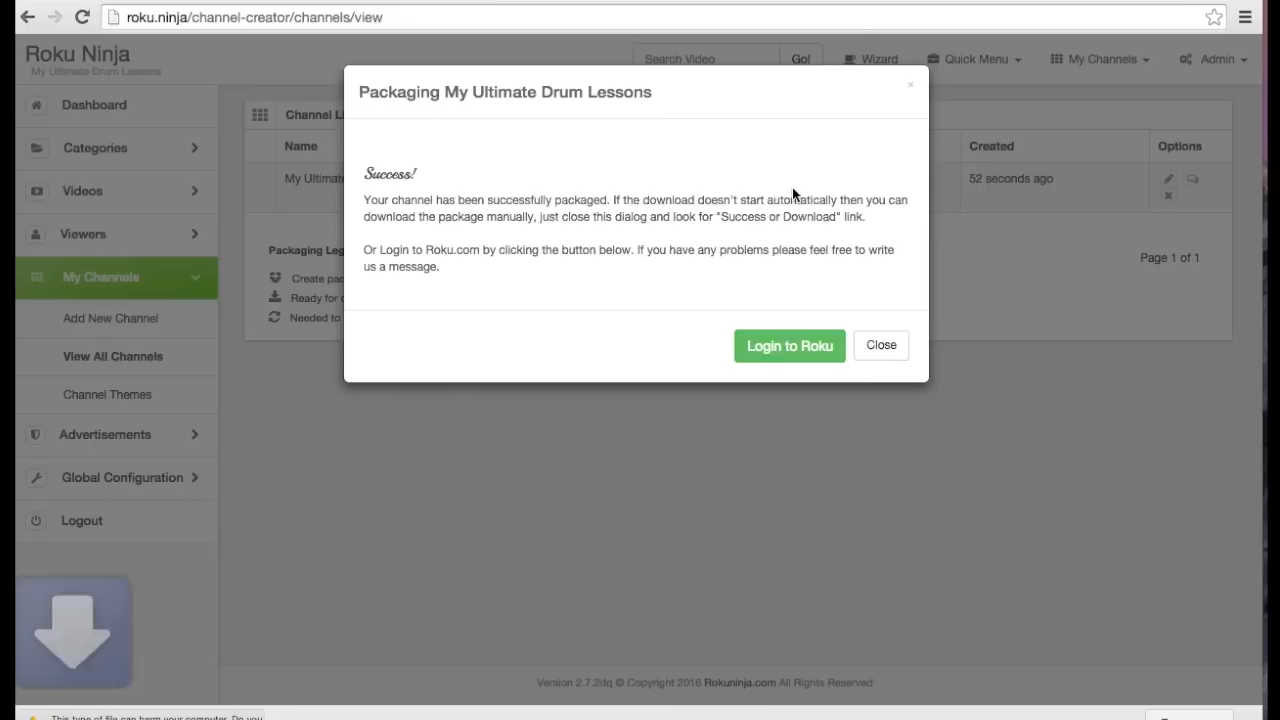 roku.ninja/channel-creator/channels/view
Roku Ninja
My Ultimate Drum Lessons
Search Video
Go!
Wizard
Quick Menu
My Channels
Admin
Dashboard
Categories
Videos
Viewers
My Channels
Add New Channel
View All Channels
Channel Themes
Advertisements
Global Configuration
Logout
Channel
Name
Created
Options
My
52 seconds ago
Packaging
Page 1 of 1
Create
Ready for
Needed to
Packaging My Ultimate Drum Lessons
×
Success!
Your channel has been successfully packaged. If the download doesn't start automatically then you can
download the package manually, just close this dialog and look for "Success or Download" link.
Or Login to Roku.com by clicking the button below. If you have any problems please feel free to write
us a message.
Login to Roku
Close
Version 2.7.2dq © Copyright 2016 Rokuninja.com All Rights Reserved
This type of file can harm your computer. Do you